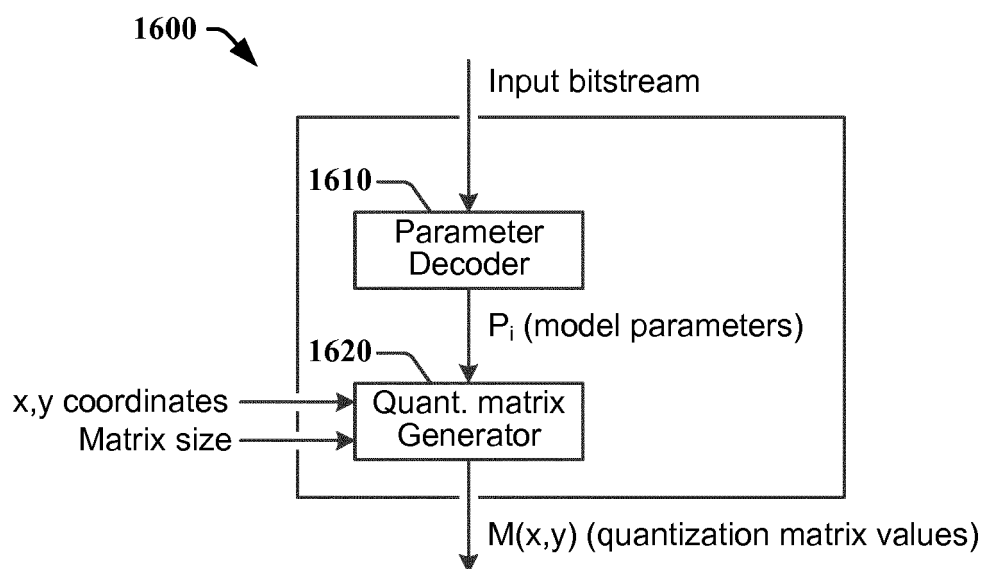 1600
Input bitstream
1610
Parameter
Decoder
Pi (model parameters)
1620
x,y coordinates
Matrix size
Quant. matrix
Generator
M(x,y) (quantization matrix values)